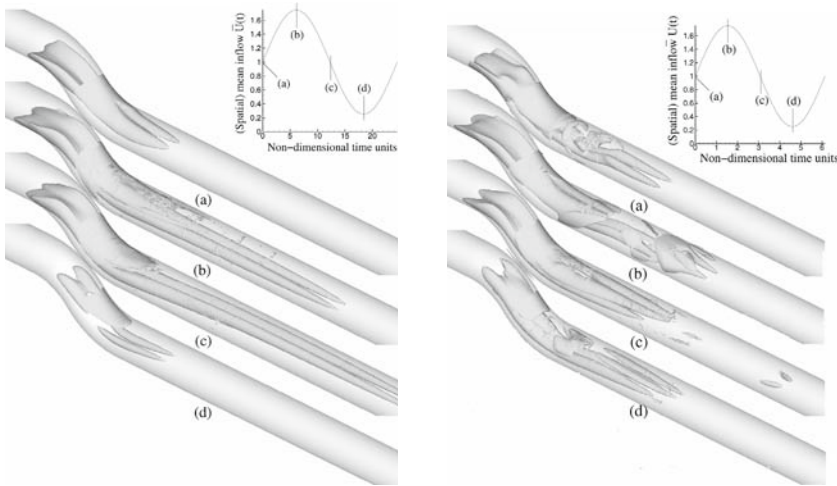 (Spatial) mean inflow Ū(t)
1.6
1.4
1.2
1
0.8
0.6
0.4
0.2
0
0 10 20
(a)
(b)
(c)
(d)
Non-dimensional time units
(a)
(b)
(c)
(d)
(Spatial) mean inflow Ū(t)
1.6
1.4
1.2
1
0.8
0.6
0.4
0.2
0
0 1 2 3 4 5 6
(a)
(b)
(c)
(d)
Non-dimensional time units
(a)
(b)
(c)
(d)